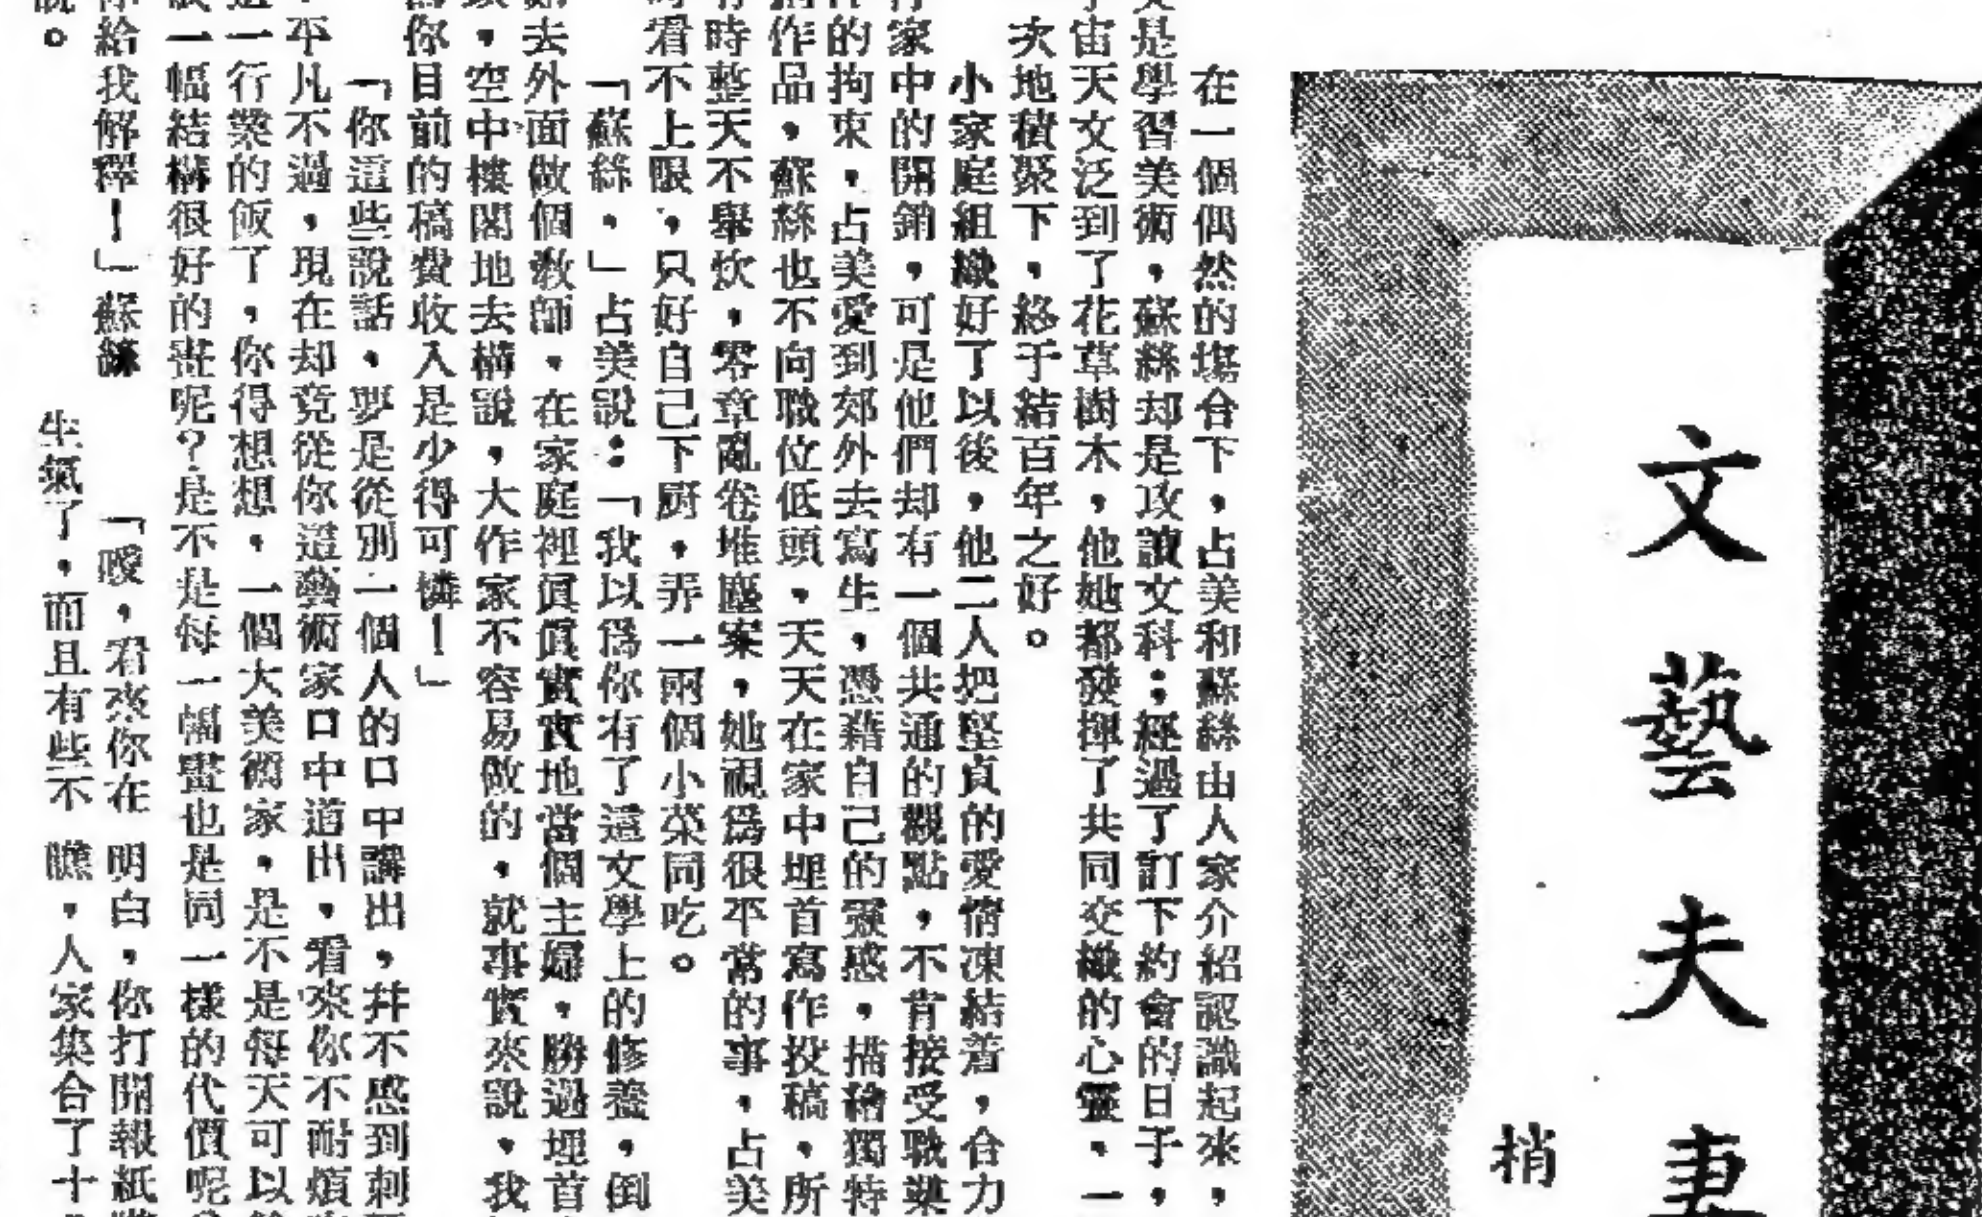 文藝夫妻
梢
在一個偶然的塲合下，占美和蘇絲由人家介紹認識起來，
是學習美術，蘇絲却是攻讀文科；經過了訂下約會的日子，
宙天文泛到了花草樹木，他她都發揮了共同交織的心靈，一
次地積聚下，終于結百年之好。
小家庭組織好了以後，他二人把堅貞的愛情凍結着，合力
家中的開銷，可是他們却有一個共通的觀點，不肯接受職業
的拘束，占美愛到郊外去寫生，憑藉自己的靈感，描繪獨特
作品，蘇絲也不向職位低頭，天天在家中埋首寫作投稿，所
時整天不舉炊，零章亂卷堆塵案，她視爲很平常的事，占美
看不上眼，只好自己下厨，弄一兩個小菜同吃。
「蘇絲，」占美說：「我以爲你有了這文學上的修養，倒
去外面做個敎師，在家庭裡眞眞實實地當個主婦，勝過埋首
，空中樓閣地去構說，大作家不容易做的，就事實來說，我
你目前的稿費收入是少得可憐！」
「你這些說話，要是從別一個人的口中講出，幷不感到刺
平凡不過，現在却竟從你這藝術家口中道出，看來你不耐煩
一行業的飯了，你得想想，一個大美術家，是不是每天可以
一幅結構很好的畫呢？是不是每一幅畫也是同一樣的代價呢
給我解釋！」蘇絲
。
「噯，看來你在
生氣了，而且有些不
明白，你打開報紙
瞧，人家集合了十